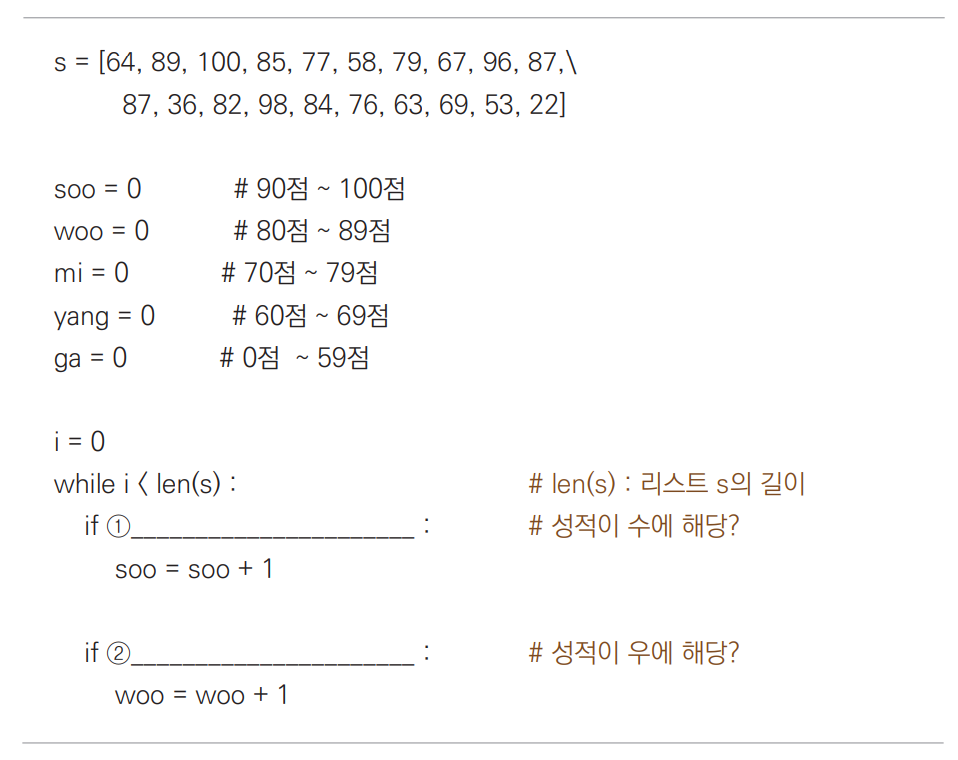 s = [64, 89, 100, 85, 77, 58, 79, 67, 96, 87,\
87, 36, 82, 98, 84, 76, 63, 69, 53, 22]
soo = 0 # 90점 ~ 100점
woo = 0 # 80점 ~ 89점
mi = 0 # 70점 ~ 79점
yang = 0 # 60점 ~ 69점
ga = 0 # 0점 ~ 59점
i = 0
while i < len(s) : # len(s) : 리스트 s의 길이
if ①______________________ : # 성적이 수에 해당?
soo = soo + 1
if ②______________________ : # 성적이 우에 해당?
woo = woo + 1